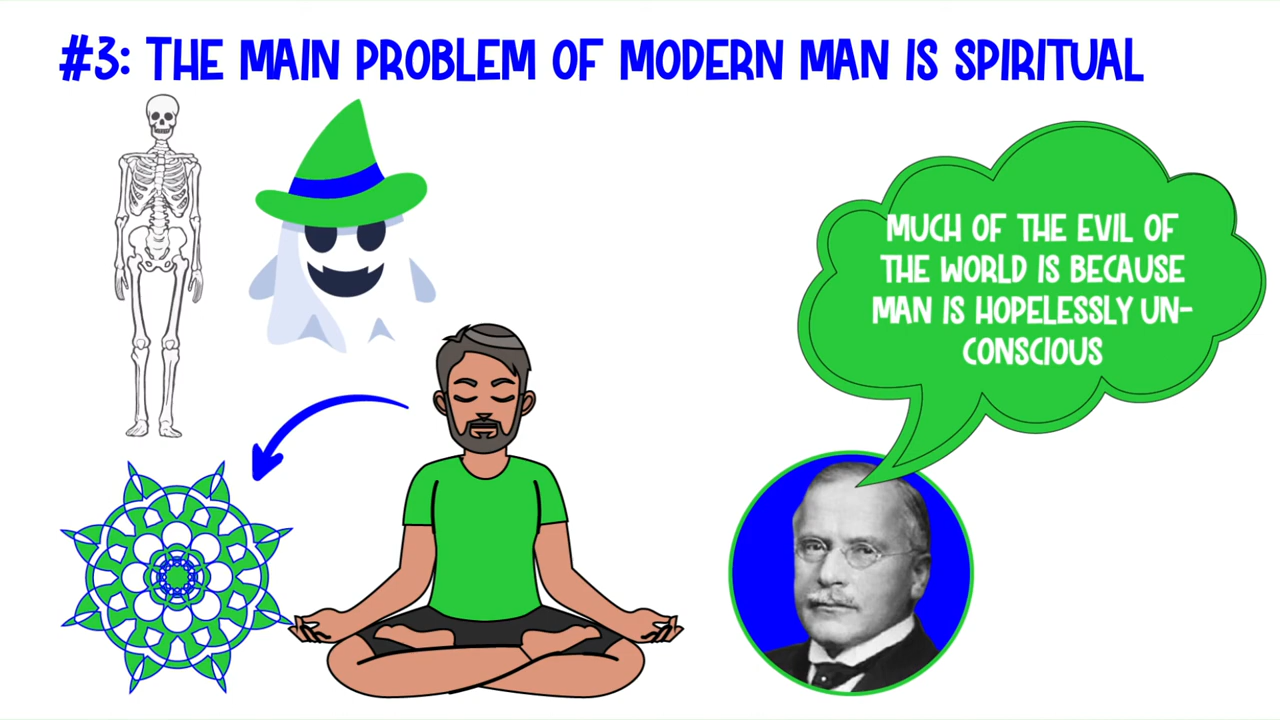 #3: THE MAIN PROBLEM OF MODERN MAN IS SPIRITUAL
MUCH OF THE EVIL OF
THE WORLD IS BECAUSE
MAN IS HOPELESSLY UN-
CONSCIOUS